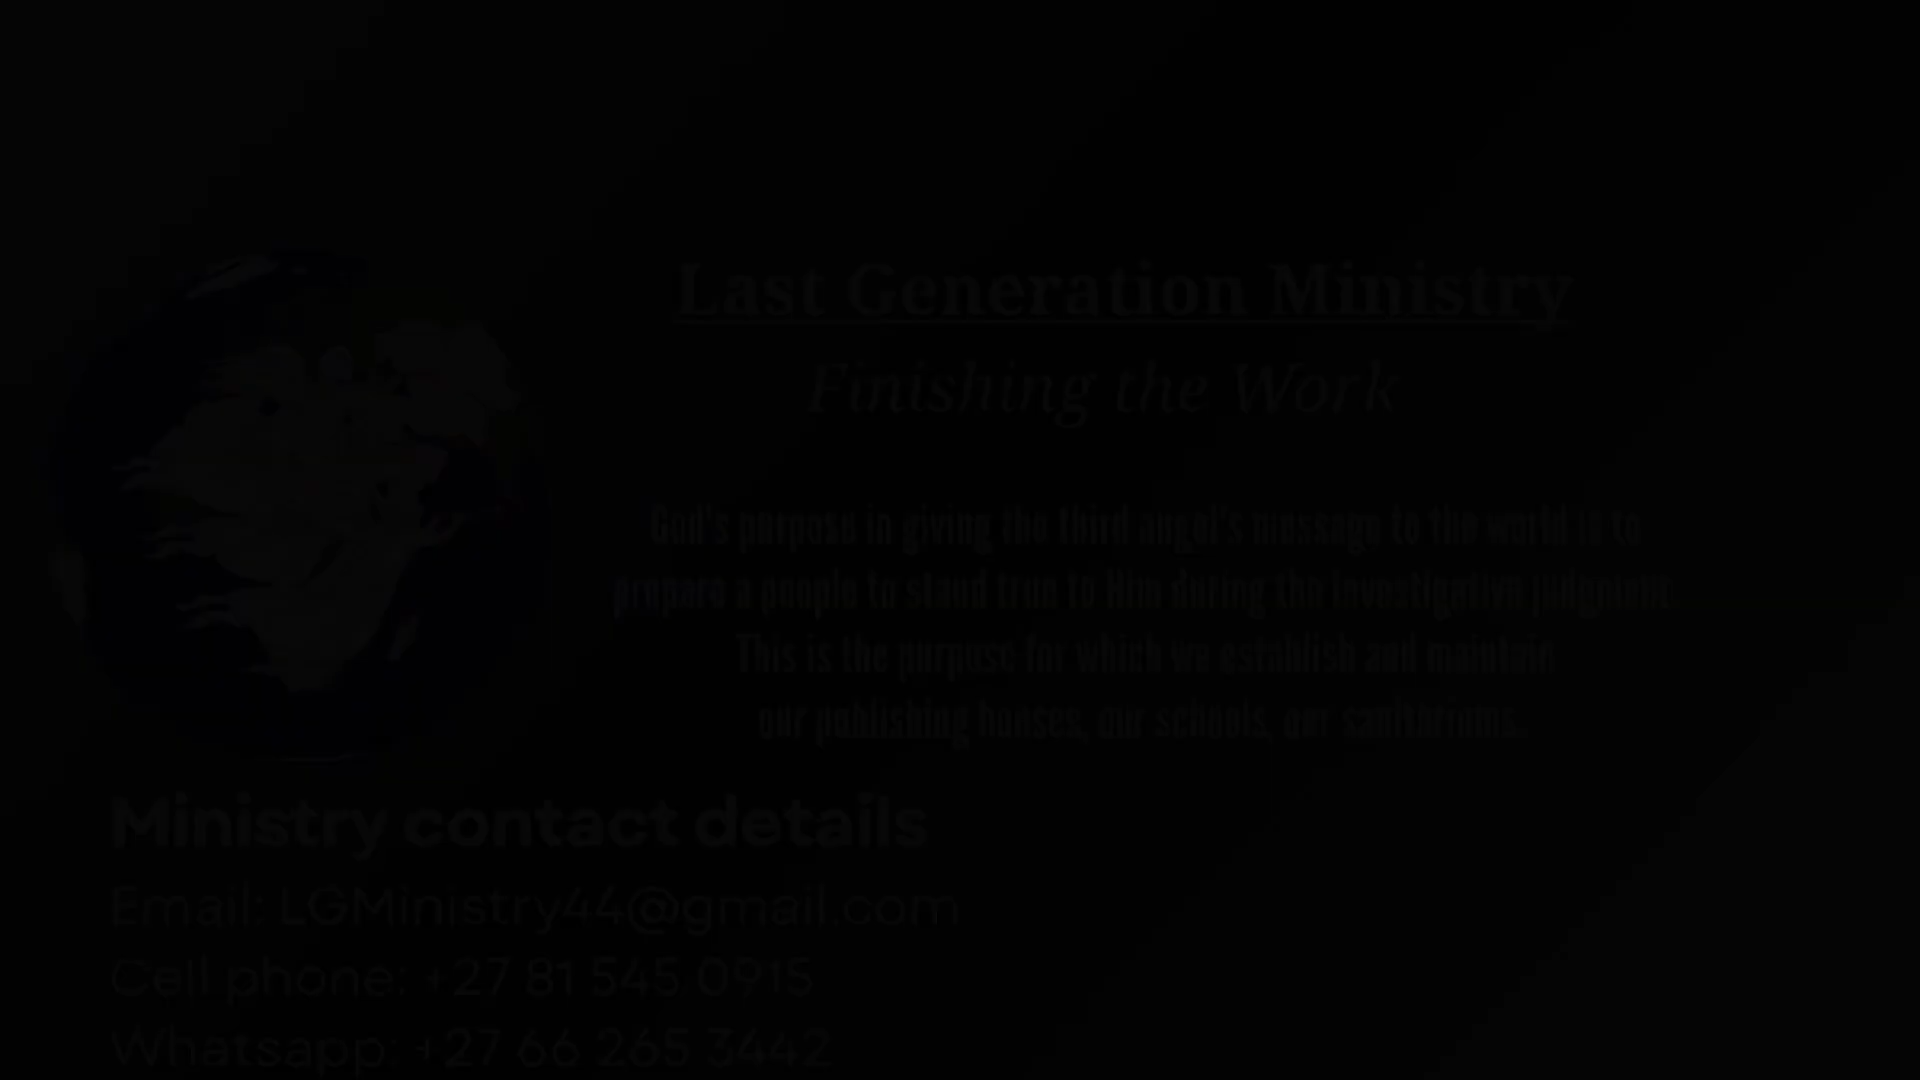 Last Generation Ministry
Finishing the Work
God's purpose in giving the third angel's message to the world is to
prepare a people to stand true to Him during the investigative judgment.
This is the purpose for which we establish and maintain
our publishing houses, our schools, our
Ministry contact details
Email: LGMinistry44@gmail.com
Cell phone: +27 81 545 0915
Whatsapp: +27 66 265 3442